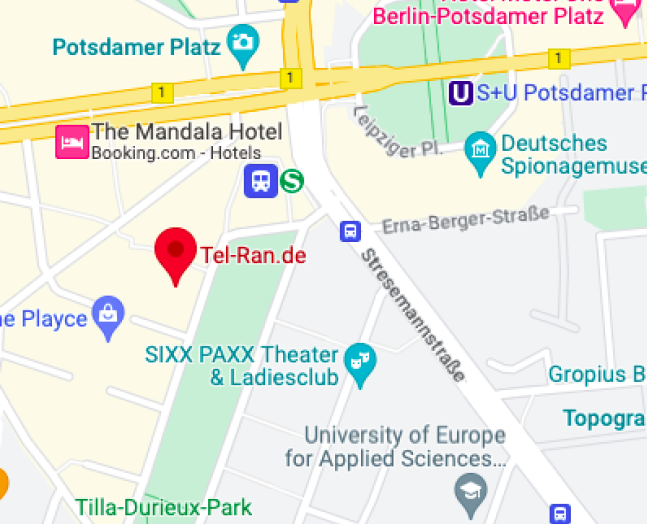 Berlin-Potsdamer Platz
Potsdamer Platz
1
1
1
U S+U Potsdamer P
The Mandala Hotel
Booking.com - Hotels
Leipziger Pl.
Deutsches
Spionagemuse
S
Erna-Berger-Straße
Tel-Ran.de
Stresemannstraße
e Playce
SIXX PAXX Theater
& Ladiesclub
Gropius B
Topogra
University of Europe
for Applied Sciences...
Tilla-Durieux-Park